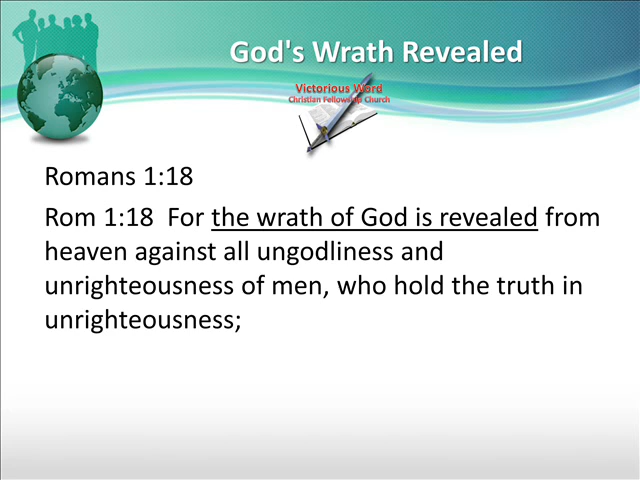 God's Wrath Revealed
Victorious Word
Christian Fellowship Church
Romans 1:18
Rom 1:18  For the wrath of God is revealed from
heaven against all ungodliness and
unrighteousness of men, who hold the truth in
unrighteousness;